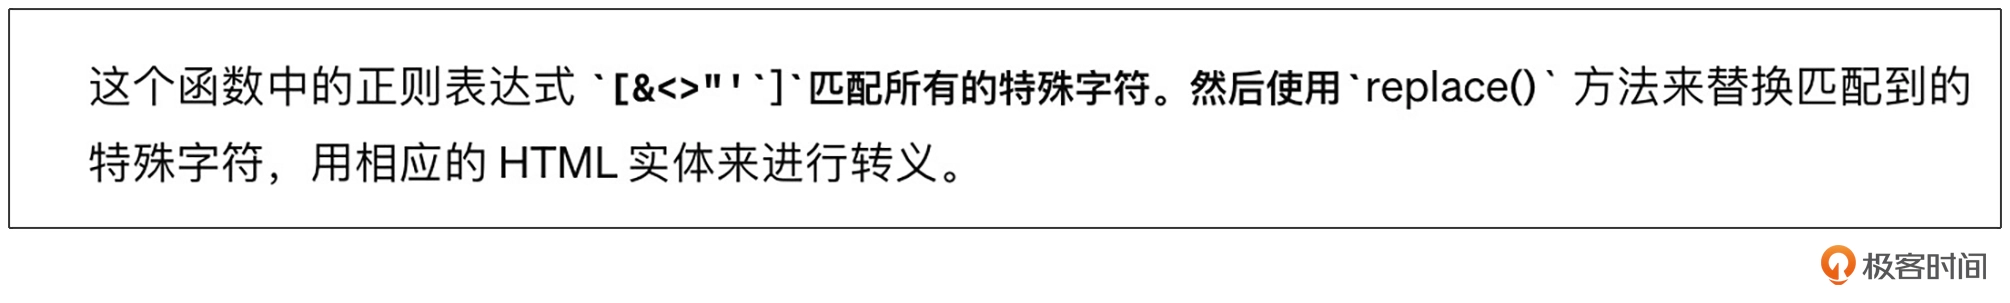 这个函数中的正则表达式 `[&<>"'`]`匹配所有的特殊字符。然后使用`replace()` 方法来替换匹配到的
特殊字符，用相应的 HTML 实体来进行转义。
极客时间